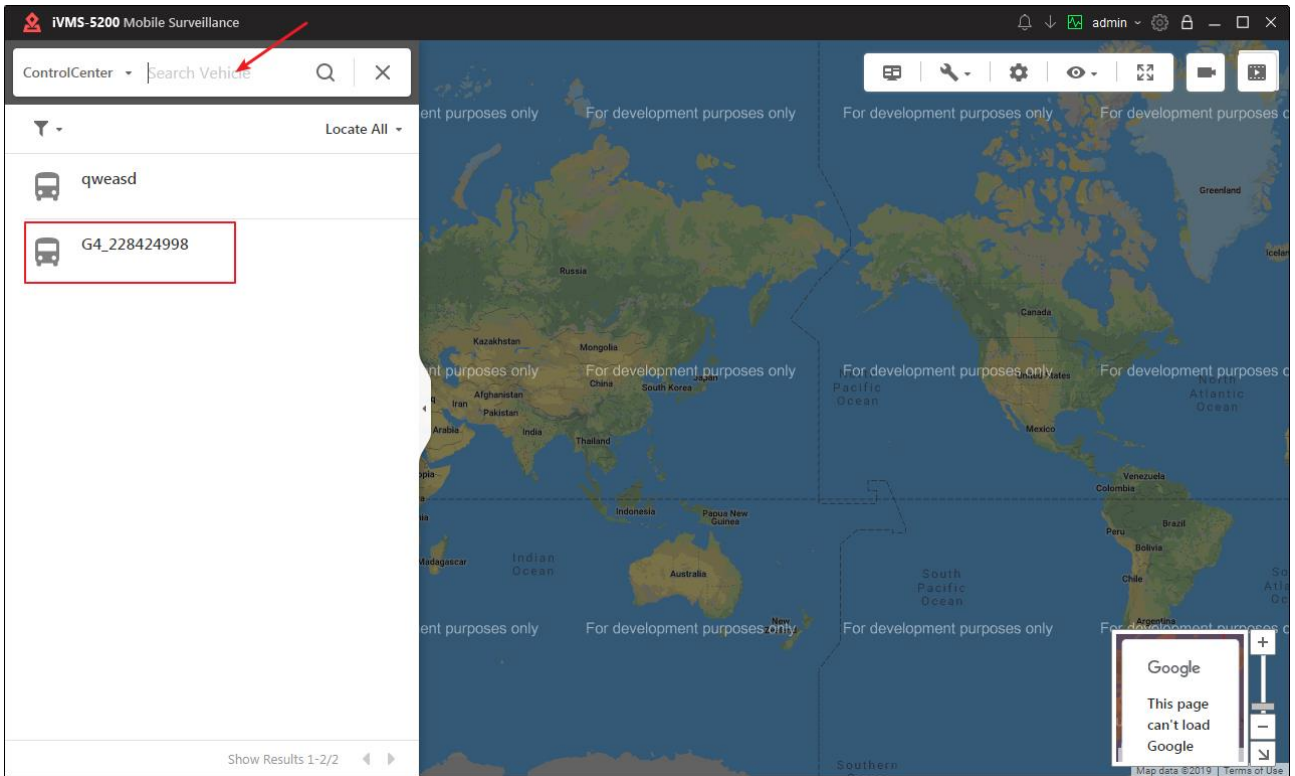 iVMS-5200 Mobile Surveillance
admin
ControlCenter
Search Vehicle
Locate All
qweasd
G4_228424998
Show Results 1-2/2
ent purposes only For development purposes only For development purposes only For development purposes
Greenland
Russia
Canada
Kazakhstan
Mongolia
nt purposes only For development purposes only For development purposes only For development purposes
China
South Korea
Japan
United States
Pacific
Ocean
North
Atlantic
Ocean
Afghanistan
Iran
Pakistan
Arabia
India
Thailand
Mexico
Venezuela
Colombia
Indonesia
Papua New
Guinea
Peru
Brazil
Bolivia
Madagascar
Indian
Ocean
Australia
South
Pacific
Ocean
Chile
Argentina
ent purposes only For development purposes only For development purposes only For development purposes
Google
This page
can't load
Google
Southern
Map data ©2019 Terms of Use